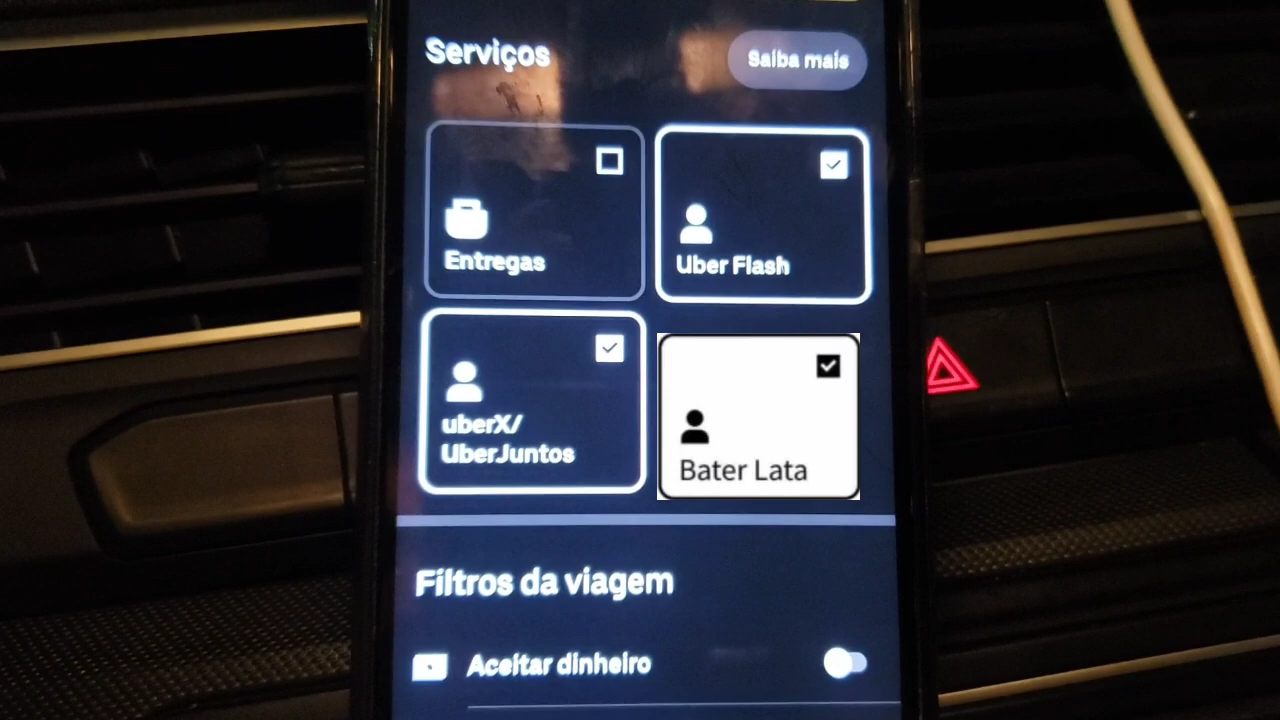 Serviços
Saiba mais
Entregas
Uber Flash
uberX/
UberJuntos
Bater Lata
Filtros da viagem
Aceitar dinheiro